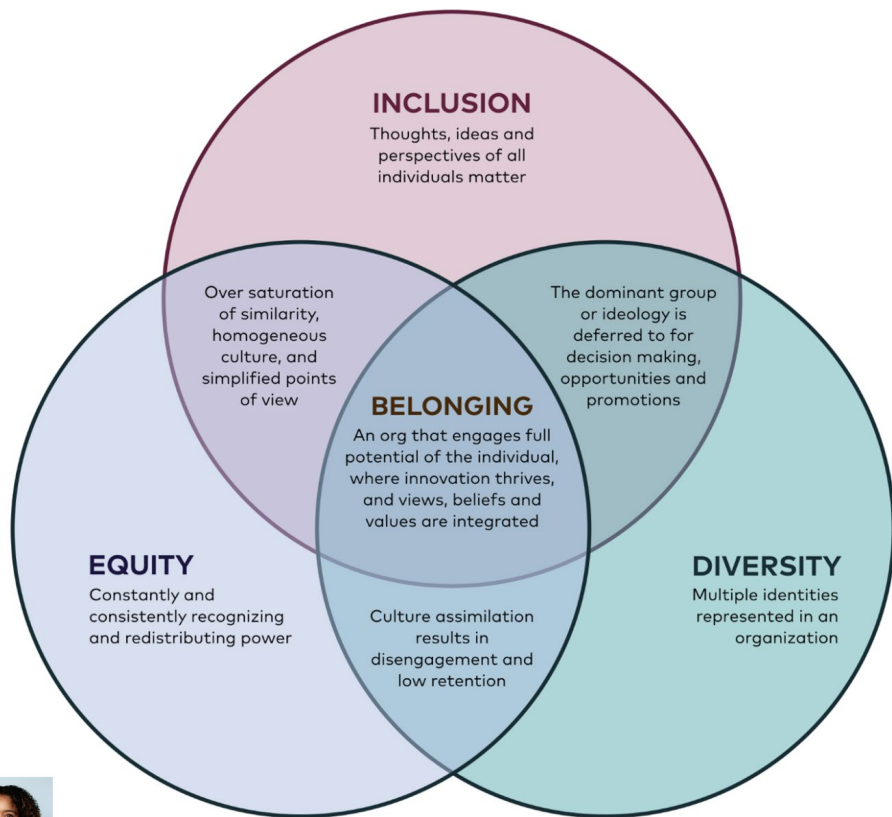 INCLUSION
Thoughts, ideas and
perspectives of all
individuals matter
Over saturation
of similarity,
homogeneous
culture, and
simplified points
of view
The dominant group
or ideology is
deferred to for
decision making,
opportunities and
promotions
BELONGING
An org that engages full
potential of the individual,
where innovation thrives,
and views, beliefs and
values are integrated
EQUITY
Constantly and
consistently recognizing
and redistributing power
Culture assimilation
results in
disengagement and
low retention
DIVERSITY
Multiple identities
represented in an
organization